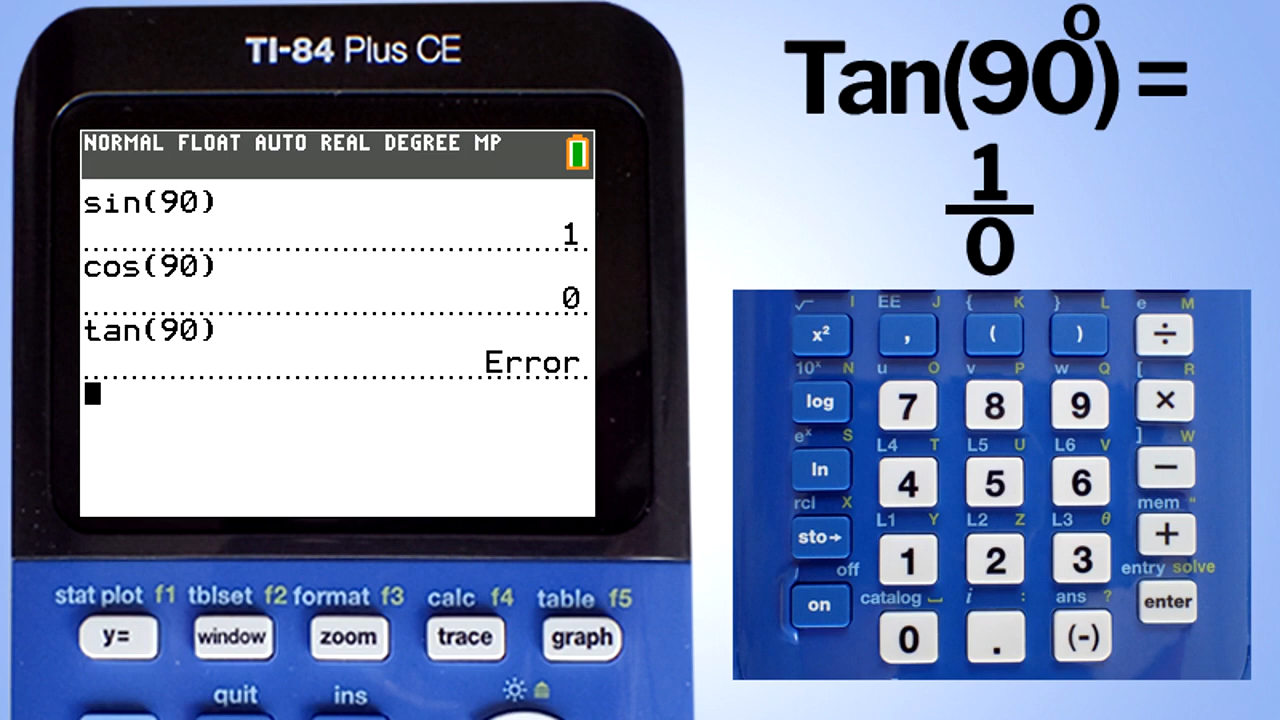 TI-84 Plus CE
NORMAL FLOAT AUTO REAL DEGREE MP
sin(90)
1
cos(90)
0
tan(90)
Error
stat plot f1 tblset f2 format f3 calc f4 table f5
y= window zoom trace graph
quit ins
Tan(90°) =
1
0
√ I EE J { K } L e M
x² , ( ) ÷
10ˣ N u O v P w Q [ R
log 7 8 9 ×
eˣ S L4 T L5 U L6 V ] W
ln 4 5 6 −
rcl X L1 Y L2 Z L3 θ mem "
sto→ 1 2 3 +
off catalog ⎵ i : ans ? entry solve
on 0 . (-) enter